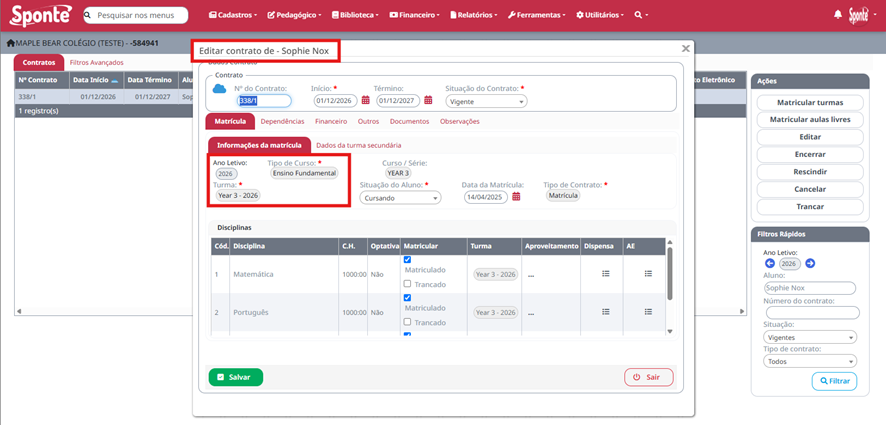 Sponte
Pesquisar nos menus
Cadastros
Pedagógico
Biblioteca
Financeiro
Relatórios
Ferramentas
Utilitários
Sponte
MAPLE BEAR COLÉGIO (TESTE) - -584941
Contratos
Filtros Avançados
Nº Contrato
Data Início
Data Término
338/1
01/12/2026
01/12/2027
1 registro(s)
Editar contrato de - Sophie Nox
Contrato
Nº do Contrato:
338/1
Início: *
01/12/2026
Término:
01/12/2027
Situação do Contrato: *
Vigente
Matrícula
Dependências
Financeiro
Outros
Documentos
Observações
Informações da matrícula
Dados da turma secundária
Ano Letivo:
2026
Tipo de Curso: *
Ensino Fundamental
Curso / Série:
YEAR 3
Turma: *
Year 3 - 2026
Situação do Aluno: *
Cursando
Data da Matrícula:
14/04/2025
Tipo de Contrato: *
Matrícula
Disciplinas
Cód. Disciplina C.H. Optativa Matricular Turma Aproveitamento Dispensa AE
1 Matemática 1000:00 Não Matriculado Year 3 - 2026 ...
Trancado
2 Português 1000:00 Não Matriculado Year 3 - 2026 ...
Trancado
Salvar
Sair
Ações
Matricular turmas
Matricular aulas livres
Editar
Encerrar
Rescindir
Cancelar
Trancar
Filtros Rápidos
Ano Letivo:
2026
Aluno:
Sophie Nox
Número do contrato:
Situação:
Vigentes
Tipo de contrato:
Todos
Filtrar